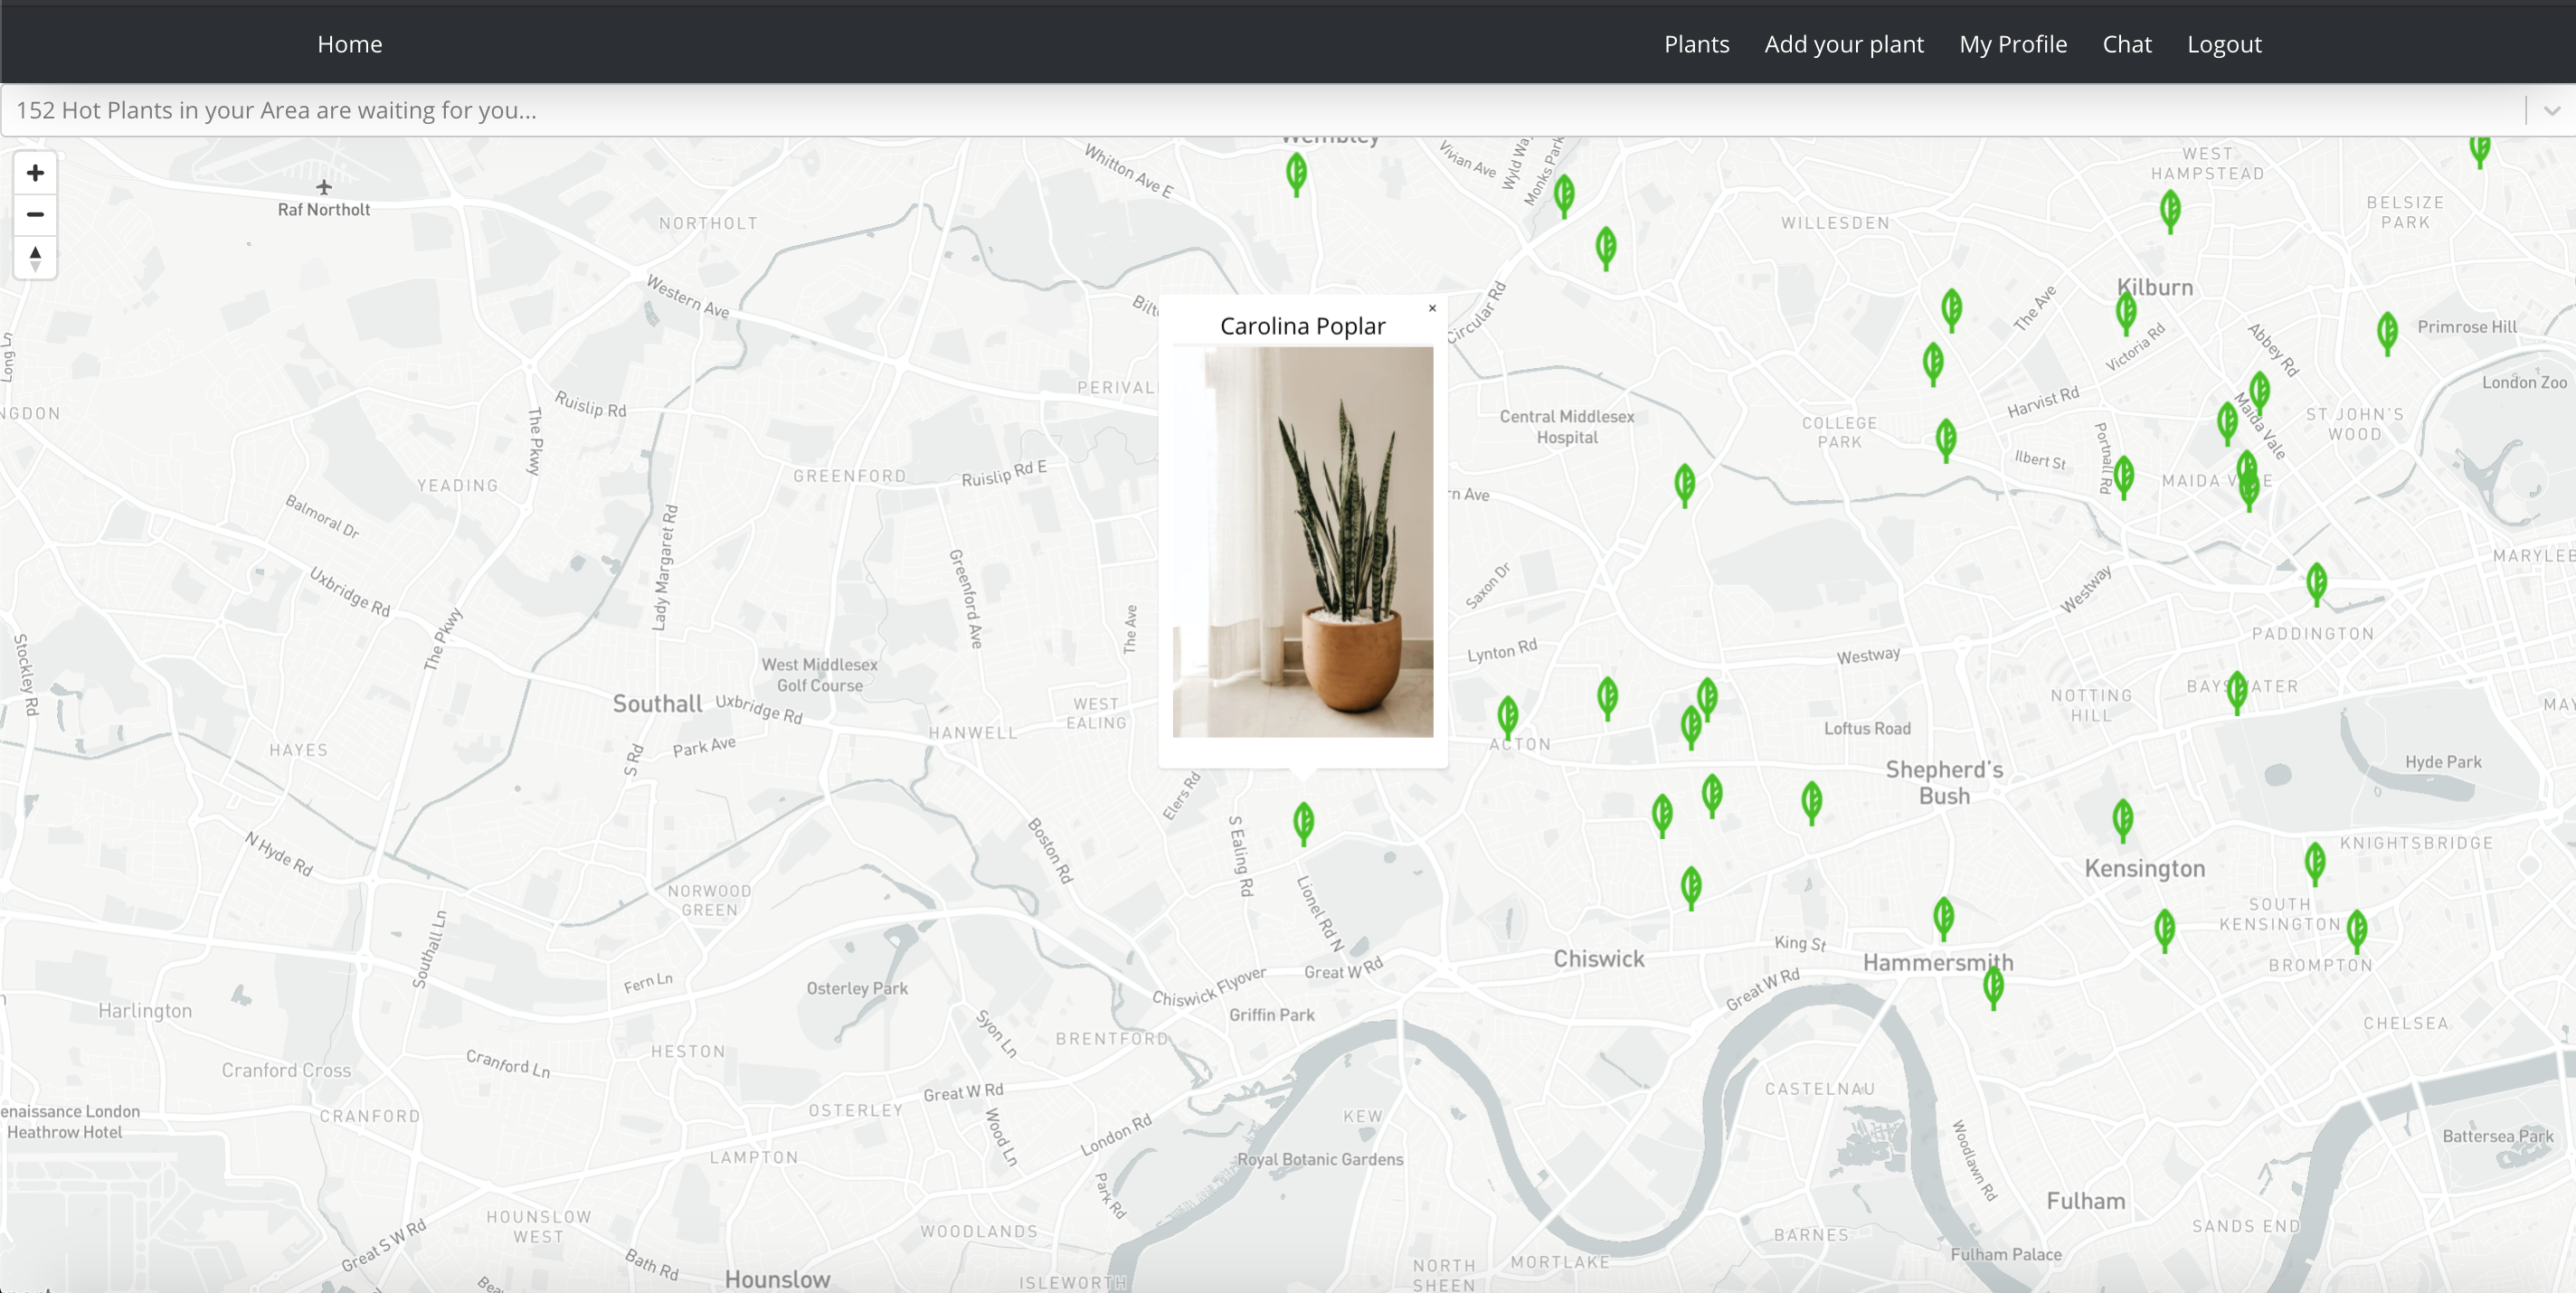 Home
Plants Add your plant My Profile Chat Logout
152 Hot Plants in your Area are waiting for you...
Wembley
Whitton Ave E
Vivian Ave
Monks Park
WEST
HAMPSTEAD
Raf Northolt
NORTHOLT
WILLESDEN
BELSIZE
PARK
Western Ave
Circular Rd
The Ave
Kilburn
Carolina Poplar
×
Victoria Rd
Abbey Rd
Primrose Hill
London Zoo
Ruislip Rd
The Pkwy
Central Middlesex
Hospital
COLLEGE
PARK
Harvist Rd
Maida Vale
ST JOHN'S
WOOD
Portnall Rd
Ilbert St
YEADING
GREENFORD
Ruislip Rd E
Balmoral Dr
Lady Margaret Rd
Uxbridge Rd
The Pkwy
Greenford Ave
The Ave
Saxon Dr
Westway
Stockley Rd
Lynton Rd
Westway
PADDINGTON
West Middlesex
Golf Course
Southall
Uxbridge Rd
WEST
EALING
HANWELL
NOTTING
HILL
Loftus Road
ACTON
HAYES
S Rd
Park Ave
Hyde Park
Shepherd's
Bush
Elers Rd
S Ealing Rd
Boston Rd
N Hyde Rd
KNIGHTSBRIDGE
Kensington
NORWOOD
GREEN
Lionel Rd N
SOUTH
KENSINGTON
Southall Ln
King St
Chiswick
Hammersmith
BROMPTON
Great W Rd
Great W Rd
Chiswick Flyover
Fern Ln
Osterley Park
Harlington
Griffin Park
CHELSEA
Syon Ln
BRENTFORD
HESTON
Cranford Ln
Cranford Cross
Great W Rd
CASTELNAU
OSTERLEY
CRANFORD
KEW
Heathrow Hotel
Wood Ln
London Rd
LAMPTON
Royal Botanic Gardens
Woodlawn Rd
Battersea Park
Park Rd
Fulham
HOUNSLOW
WEST
WOODLANDS
SANDS END
BARNES
Great S W Rd
Bath Rd
Fulham Palace
Hounslow
ISLEWORTH
NORTH
SHEEN
MORTLAKE